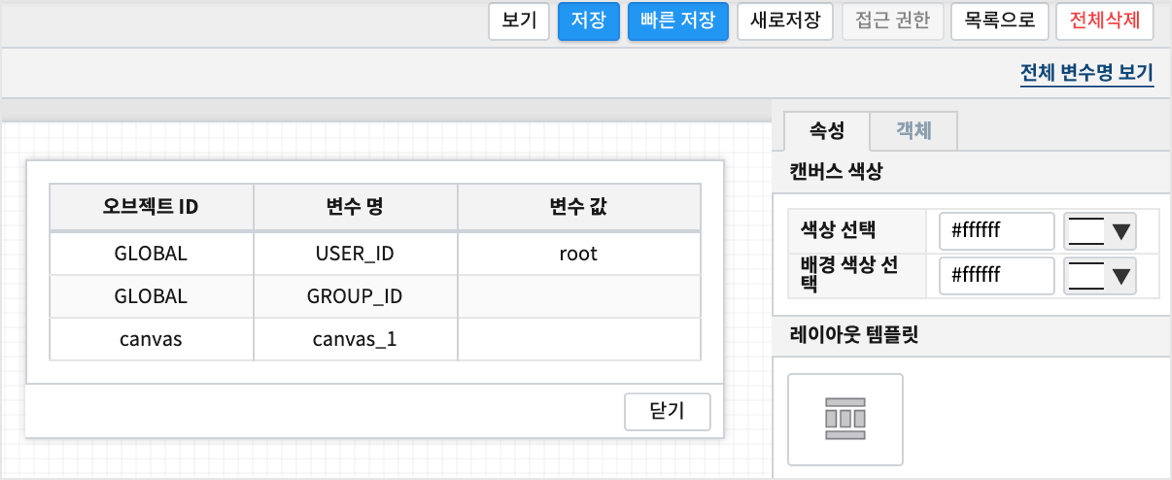 보기 저장 빠른 저장 새로저장 접근 권한 목록으로 전체삭제
전체 변수명 보기
속성 객체
캔버스 색상
색상 선택 #ffffff
배경 색상 선
택 #ffffff
레이아웃 템플릿
오브젝트 ID 변수 명 변수 값
GLOBAL USER_ID root
GLOBAL GROUP_ID
canvas canvas_1
닫기